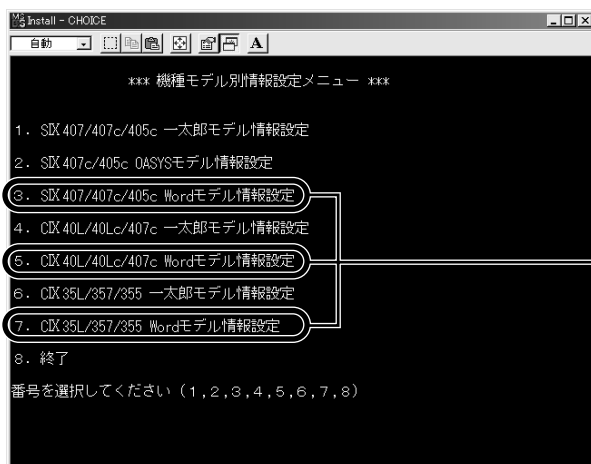 Install - CHOICE
自動
A
*** 機種モデル別情報設定メニュー ***
1. SⅨ407/407c/405c 一太郎モデル情報設定
2. SⅨ407c/405c OASYSモデル情報設定
3. SⅨ407/407c/405c Wordモデル情報設定
4. CⅨ40L/40Lc/407c 一太郎モデル情報設定
5. CⅨ40L/40Lc/407c Wordモデル情報設定
6. CⅨ35L/357/355 一太郎モデル情報設定
7. CⅨ35L/357/355 Wordモデル情報設定
8. 終了
番号を選択してください(1,2,3,4,5,6,7,8)